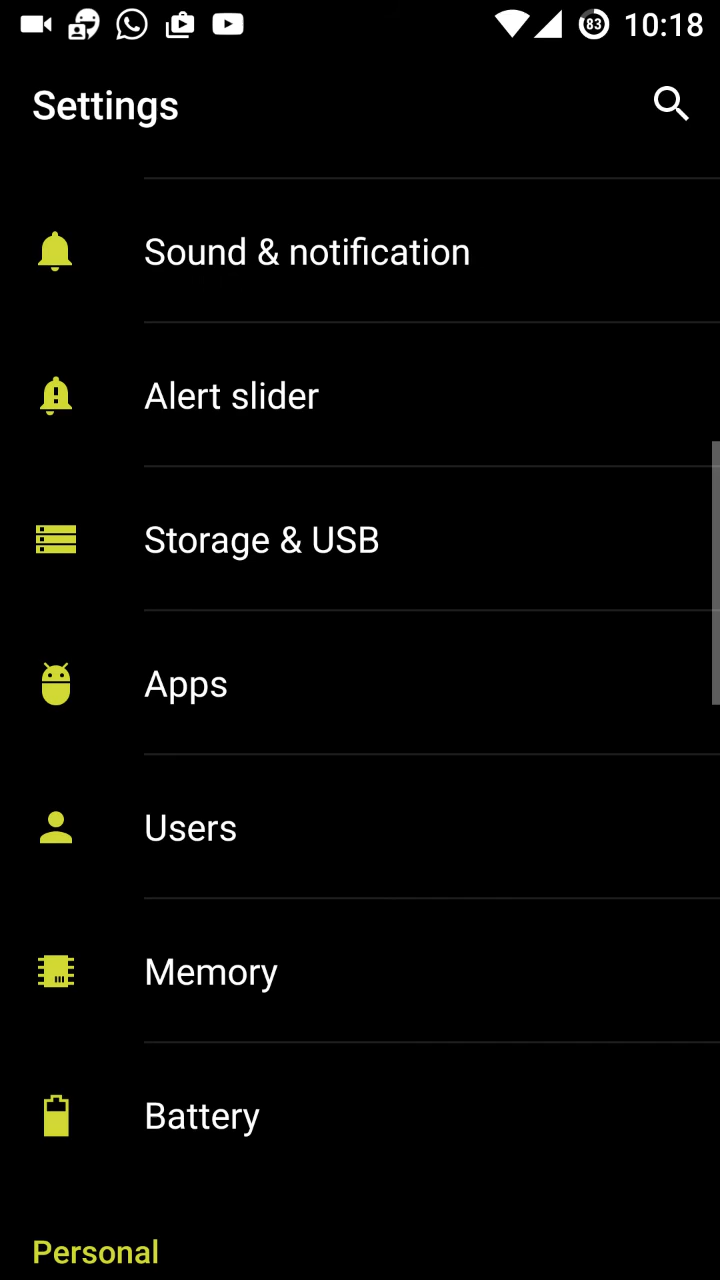 83 10:18
Settings
Sound & notification
Alert slider
Storage & USB
Apps
Users
Memory
Battery
Personal